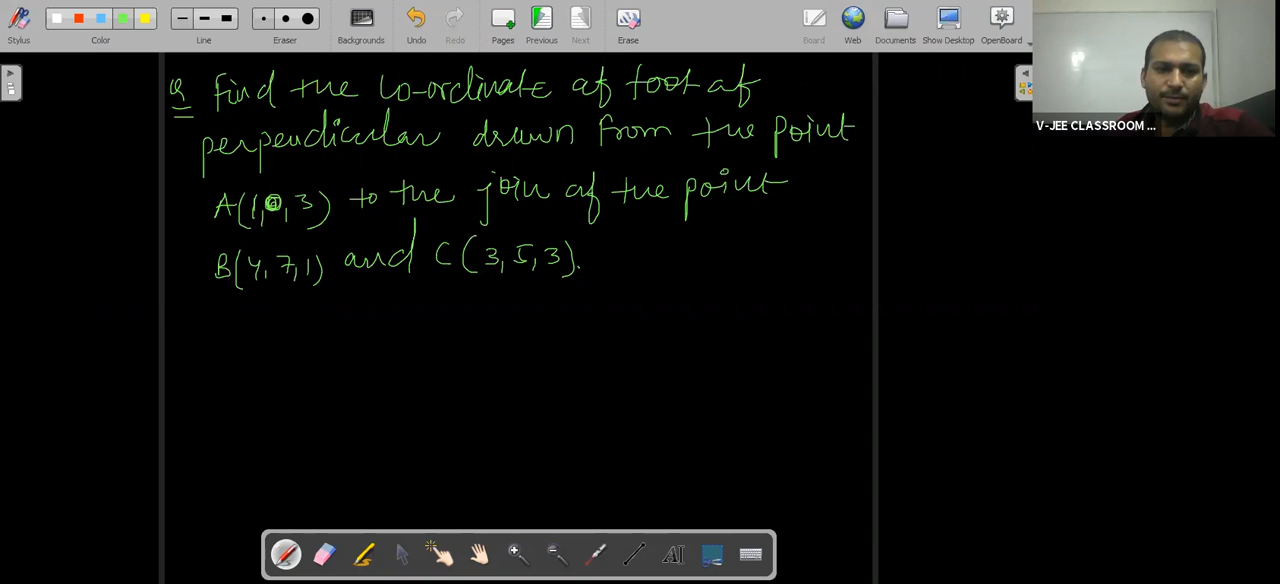 Stylus
Color
Line
Eraser
Backgrounds
Undo
Redo
Pages
Previous
Next
Erase
Board
Web
Documents
Show Desktop
OpenBoard
V-JEE CLASSROOM ...
Q Find the co-ordinate of foot of
perpendicular drawn from the point
A(1, , 3) to the join of the point
B(4, 7, 1) and C(3, 5, 3).
AI